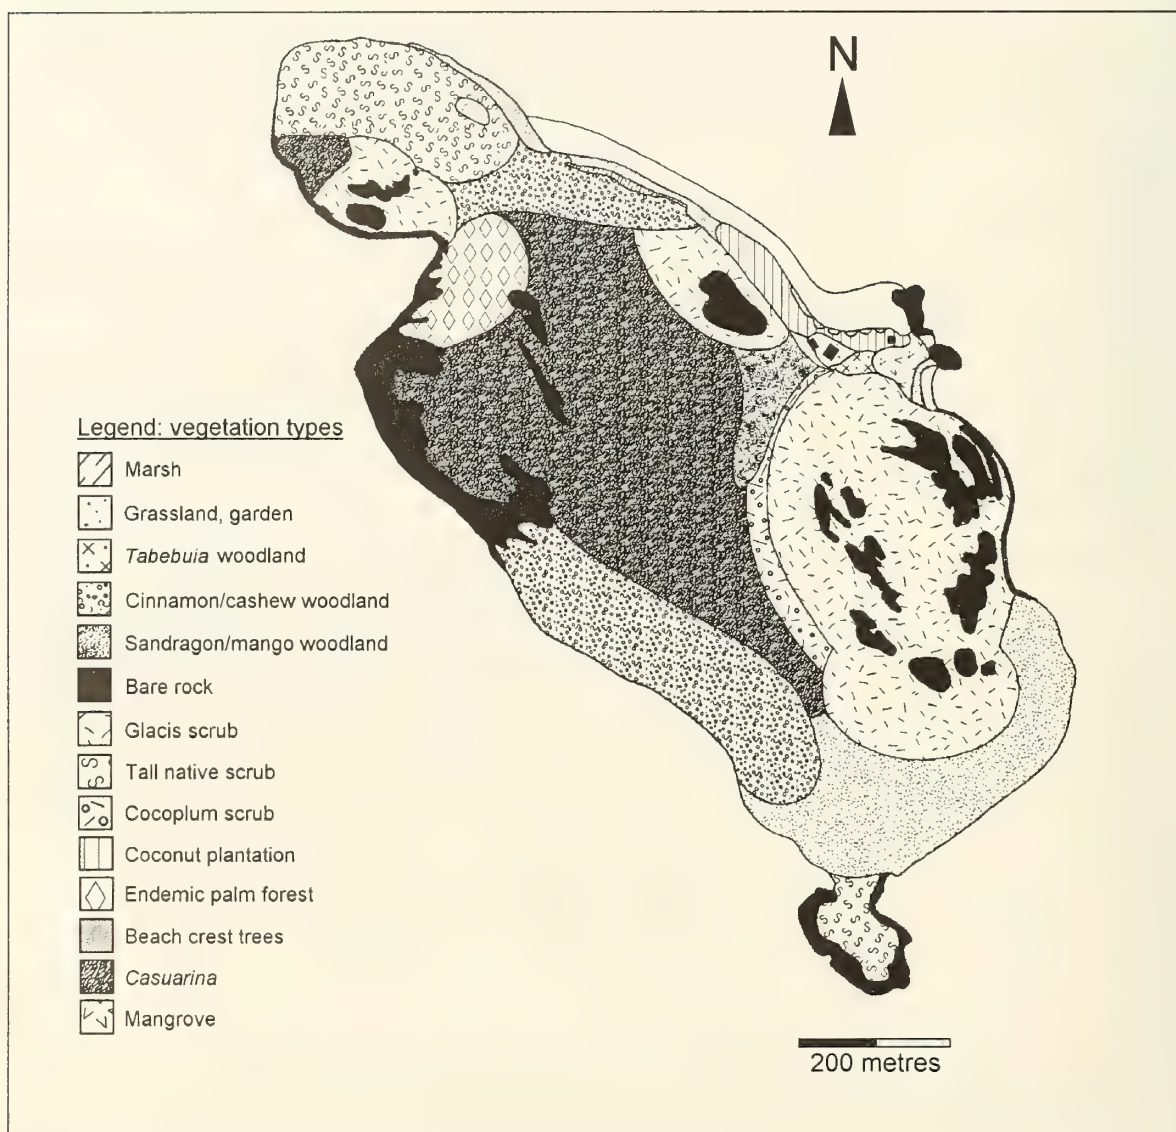 N
Legend: vegetation types
Marsh
Grassland, garden
Tabebuia woodland
Cinnamon/cashew woodland
Sandragon/mango woodland
Bare rock
Glacis scrub
Tall native scrub
Cocoplum scrub
Coconut plantation
Endemic palm forest
Beach crest trees
Casuarina
Mangrove
200 metres